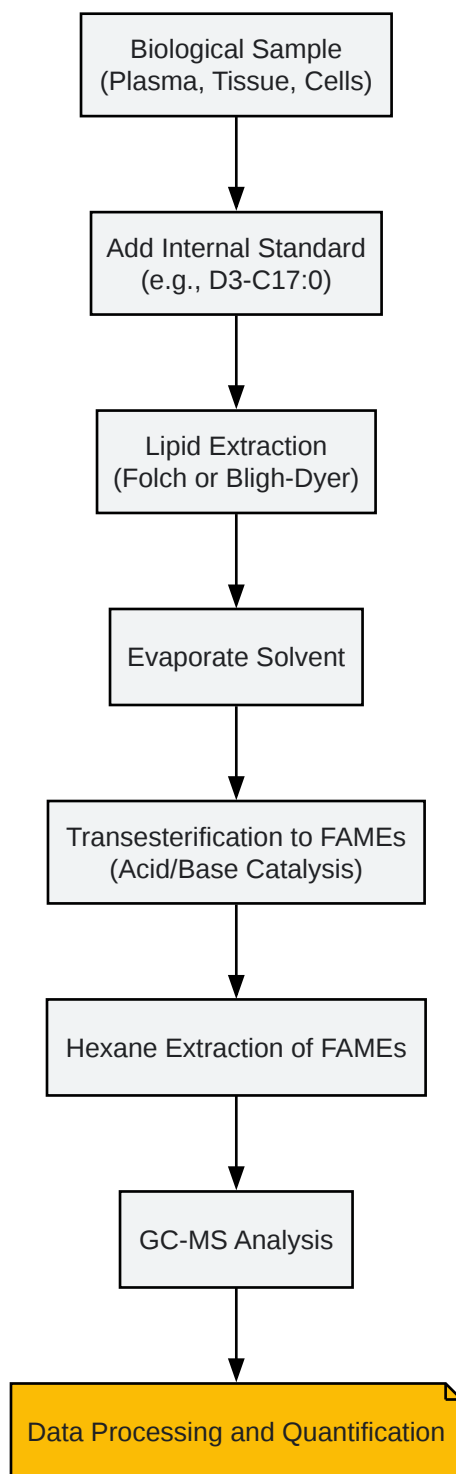 Biological Sample
(Plasma, Tissue, Cells)
Add Internal Standard
(e.g., D3-C17:0)
Lipid Extraction
(Folch or Bligh-Dyer)
Evaporate Solvent
Transesterification to FAMEs
(Acid/Base Catalysis)
Hexane Extraction of FAMEs
GC-MS Analysis
Data Processing and Quantification